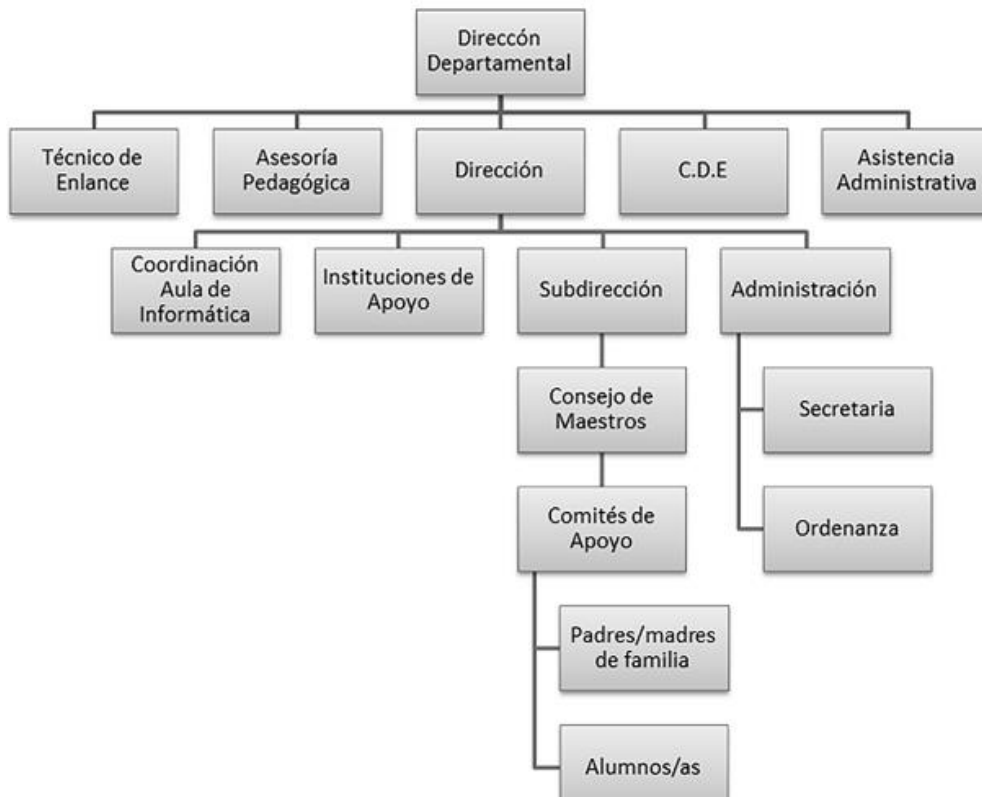 Direccón
Departamental
Técnico de
Enlance
Asesoría
Pedagógica
Dirección
C.D.E
Asistencia
Administrativa
Coordinación
Aula de
Informática
Instituciones de
Apoyo
Subdirección
Administración
Consejo de
Maestros
Secretaria
Comités de
Apoyo
Ordenanza
Padres/madres
de familia
Alumnos/as